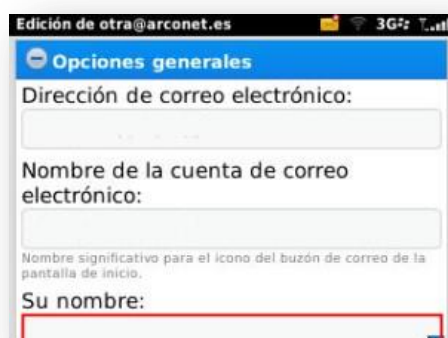 Edición de otra@arconet.es 3G
Opciones generales
Dirección de correo electrónico:
Nombre de la cuenta de correo
electrónico:
Nombre significativo para el icono del buzón de correo de la
pantalla de inicio.
Su nombre: